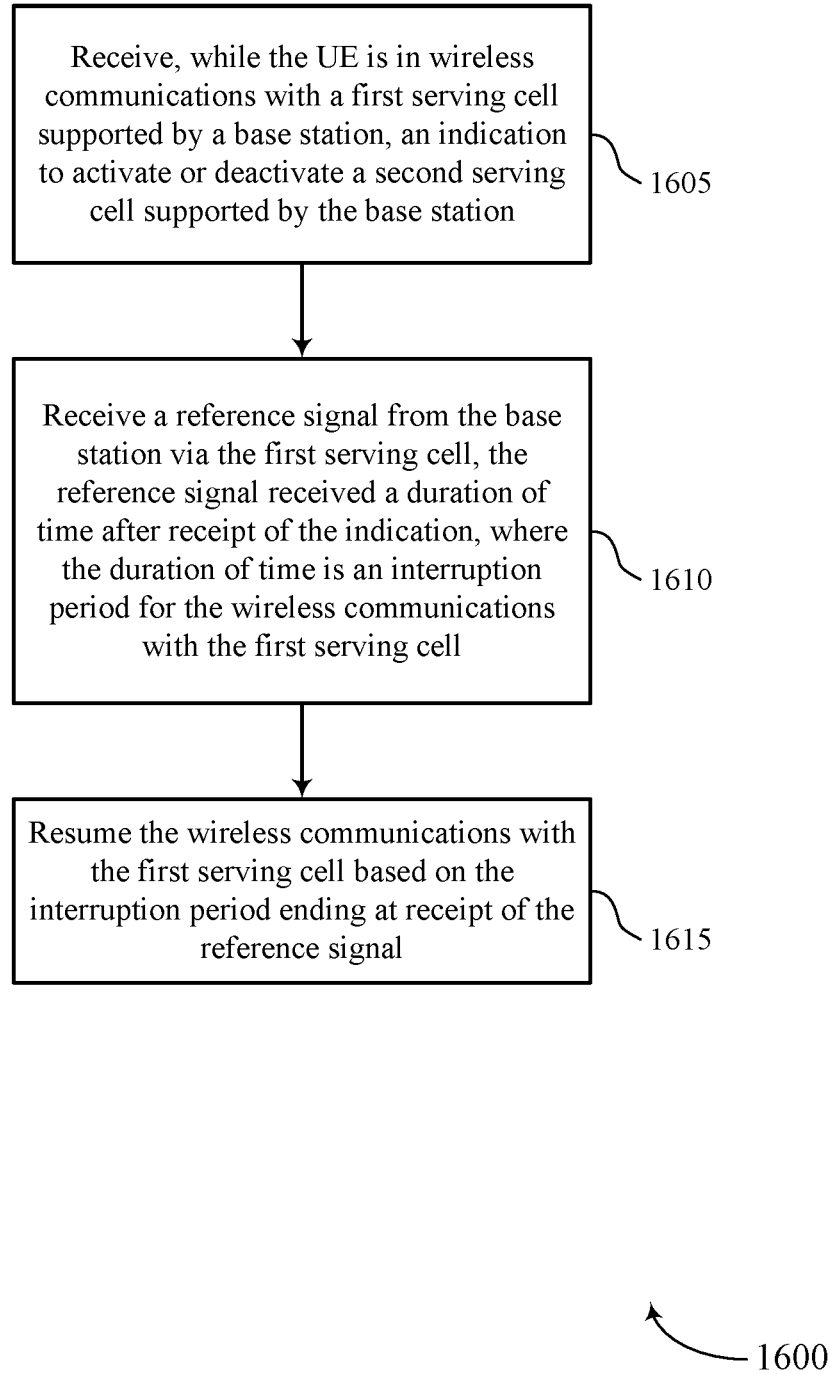 Receive, while the UE is in wireless
communications with a first serving cell
supported by a base station, an indication
to activate or deactivate a second serving
cell supported by the base station
1605
Receive a reference signal from the base
station via the first serving cell, the
reference signal received a duration of
time after receipt of the indication, where
the duration of time is an interruption
period for the wireless communications
with the first serving cell
1610
Resume the wireless communications with
the first serving cell based on the
interruption period ending at receipt of the
reference signal
1615
1600